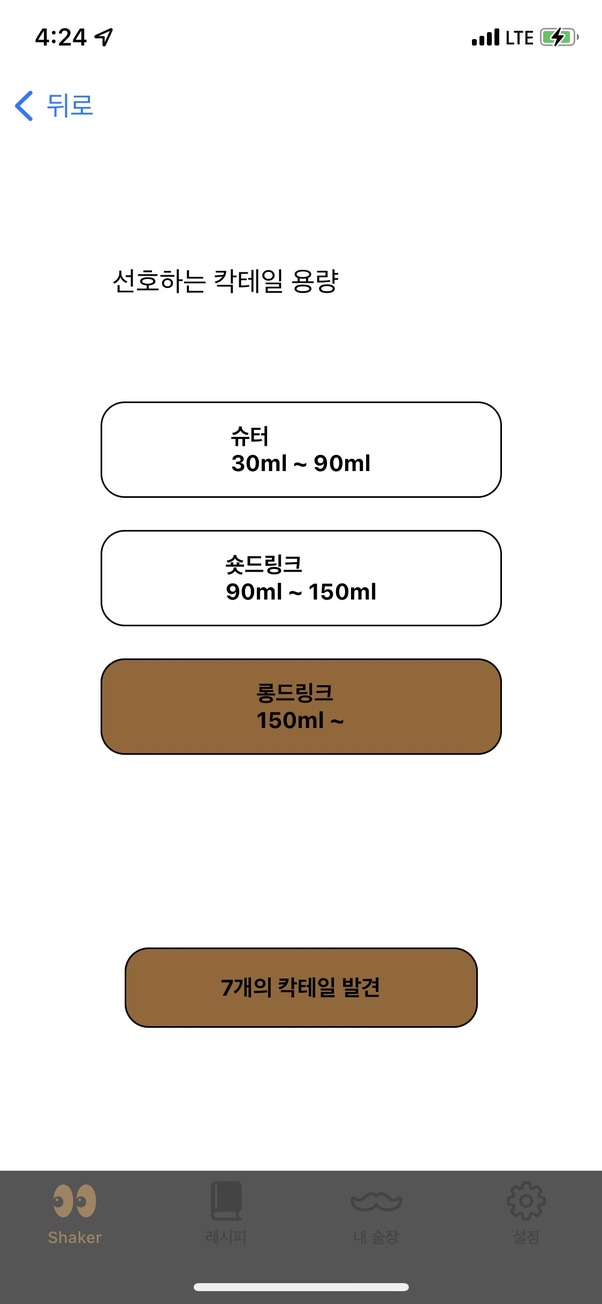 4:24
LTE
뒤로
선호하는 칵테일 용량
슈터
30ml ~ 90ml
숏드링크
90ml ~ 150ml
롱드링크
150ml ~
7개의 칵테일 발견
Shaker
레시피
내 술장
설정